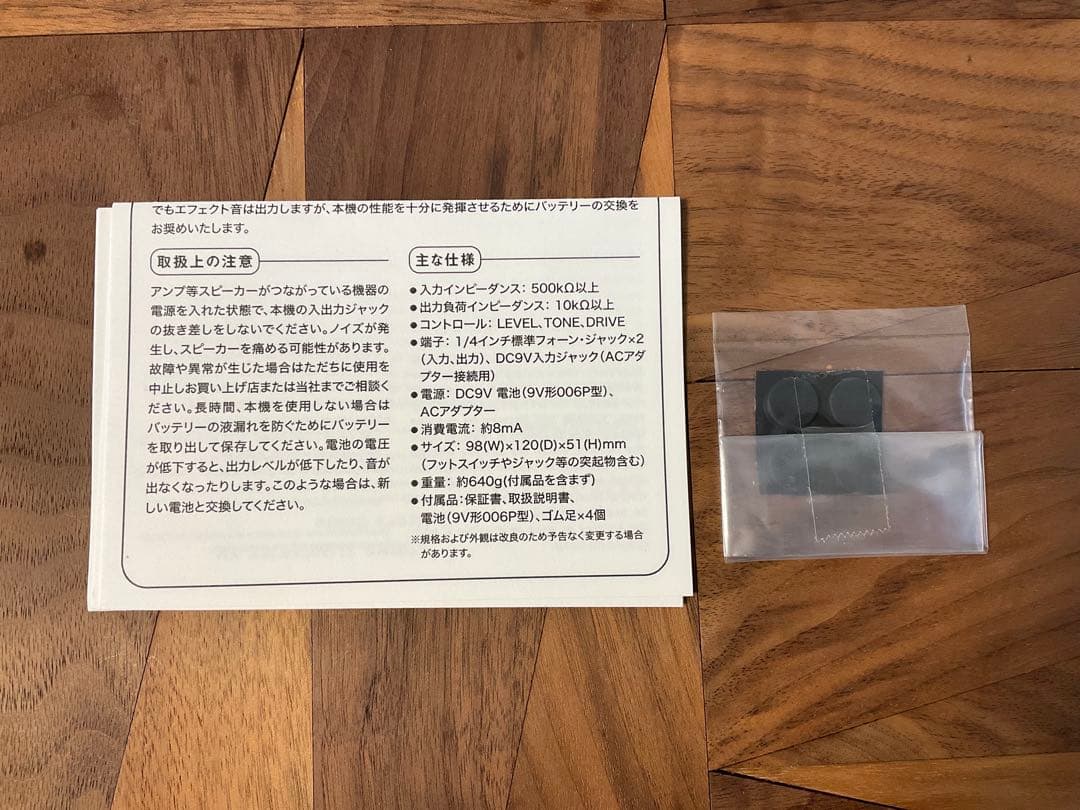 でもエフェクト音は出力しますが、本機の性能を十分に発揮させるためにバッテリーの交換を
お奨めいたします。
取扱上の注意
アンプ等スピーカーがつながっている機器の
電源を入れた状態で、本機の入出力ジャック
の抜き差しをしないでください。ノイズが発
生し、スピーカーを痛める可能性があります。
故障や異常が生じた場合はただちに使用を
中止しお買い上げ店または当社までご相談く
ださい。長時間、本機を使用しない場合は
バッテリーの液漏れを防ぐためにバッテリー
を取り出して保存してください。電池の電圧
が低下すると、出力レベルが低下したり、音が
出なくなったりします。このような場合は、新
しい電池と交換してください。
主な仕様
●入力インピーダンス: 500kΩ以上
●出力負荷インピーダンス: 10kΩ以上
●コントロール: LEVEL、TONE、DRIVE
●端子: 1/4インチ標準フォーン・ジャック×2
(入力、出力)、DC9V入力ジャック(ACアダ
プター接続用)
●電源: DC9V 電池(9V形006P型)、
ACアダプター
●消費電流: 約8mA
●サイズ: 98(W)×120(D)×51(H)mm
(フットスイッチやジャック等の突起物含む)
●重量: 約640g(付属品を含まず)
●付属品:保証書、取扱説明書、
電池(9V形006P型)、ゴム足×4個
※規格および外観は改良のため予告なく変更する場合
があります。